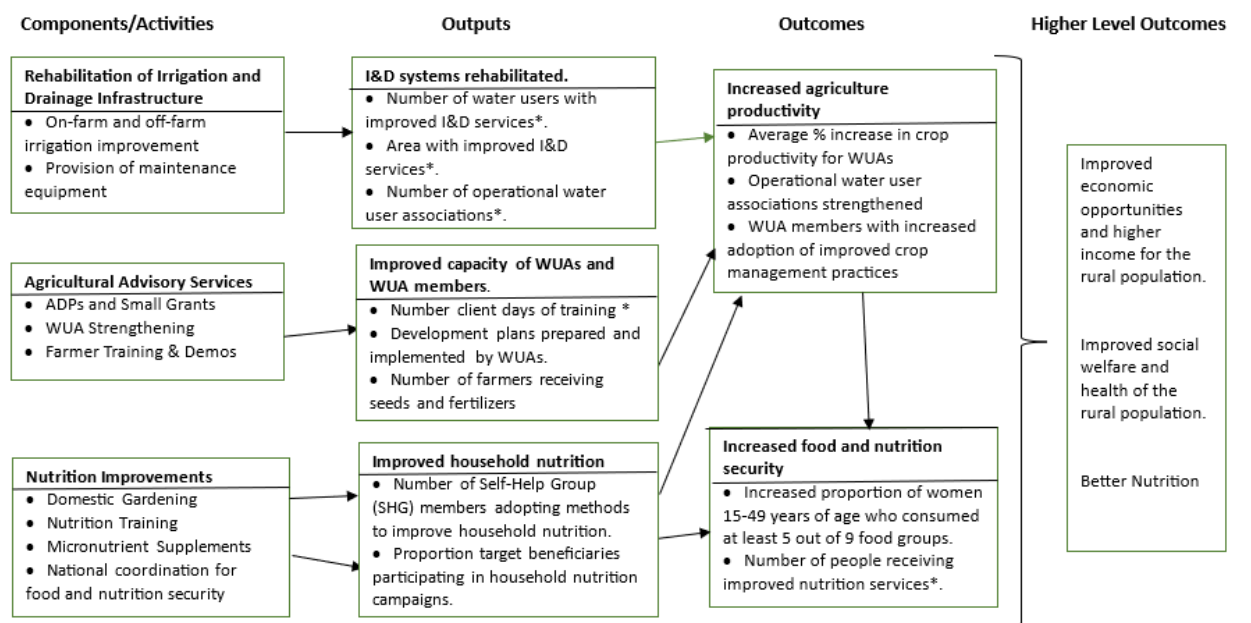 Components/Activities
Outputs
Outcomes
Higher Level Outcomes
Rehabilitation of Irrigation and
Drainage Infrastructure
● On-farm and off-farm
irrigation improvement
● Provision of maintenance
equipment
Agricultural Advisory Services
● ADPs and Small Grants
● WUA Strengthening
● Farmer Training & Demos
Nutrition Improvements
● Domestic Gardening
● Nutrition Training
● Micronutrient Supplements
● National coordination for
food and nutrition security
I&D systems rehabilitated.
● Number of water users with
improved I&D services*.
● Area with improved I&D
services*.
● Number of operational water
user associations*.
Improved capacity of WUAs and
WUA members.
● Number client days of training *
● Development plans prepared and
implemented by WUAs.
● Number of farmers receiving
seeds and fertilizers
Improved household nutrition
● Number of Self-Help Group
(SHG) members adopting methods
to improve household nutrition.
● Proportion target beneficiaries
participating in household nutrition
campaigns.
Increased agriculture
productivity
● Average % increase in crop
productivity for WUAs
● Operational water user
associations strengthened
● WUA members with increased
adoption of improved crop
management practices
Increased food and nutrition
security
● Increased proportion of women
15-49 years of age who consumed
at least 5 out of 9 food groups.
● Number of people receiving
improved nutrition services*.
Improved
economic
opportunities
and higher
income for the
rural population.
Improved social
welfare and
health of the
rural population.
Better Nutrition